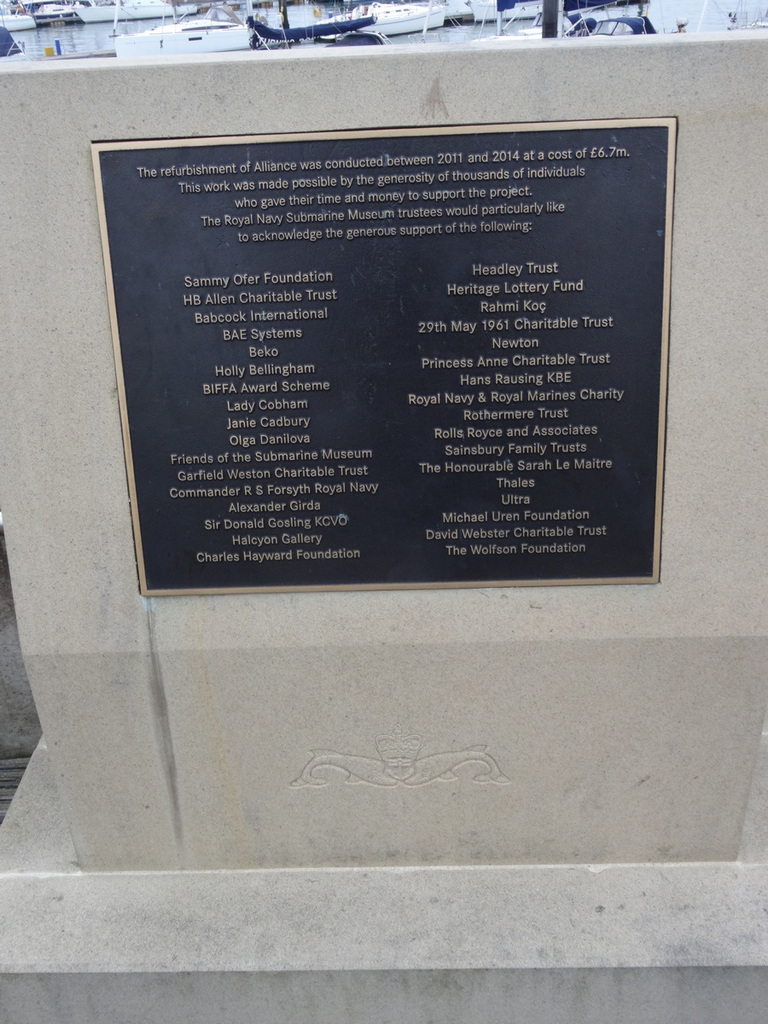 The refurbishment of Alliance was conducted between 2011 and 2014 at a cost of £6.7m.
This work was made possible by the generosity of thousands of individuals
who gave their time and money to support the project.
The Royal Navy Submarine Museum trustees would particularly like
to acknowledge the generous support of the following:
Sammy Ofer Foundation
HB Allen Charitable Trust
Babcock International
BAE Systems
Beko
Holly Bellingham
BIFFA Award Scheme
Lady Cobham
Janie Cadbury
Olga Danilova
Friends of the Submarine Museum
Garfield Weston Charitable Trust
Commander R S Forsyth Royal Navy
Alexander Girda
Sir Donald Gosling KCVO
Halcyon Gallery
Charles Hayward Foundation
Headley Trust
Heritage Lottery Fund
Rahmi Koç
29th May 1961 Charitable Trust
Newton
Princess Anne Charitable Trust
Hans Rausing KBE
Royal Navy & Royal Marines Charity
Rothermere Trust
Rolls Royce and Associates
Sainsbury Family Trusts
The Honourable Sarah Le Maitre
Thales
Ultra
Michael Uren Foundation
David Webster Charitable Trust
The Wolfson Foundation